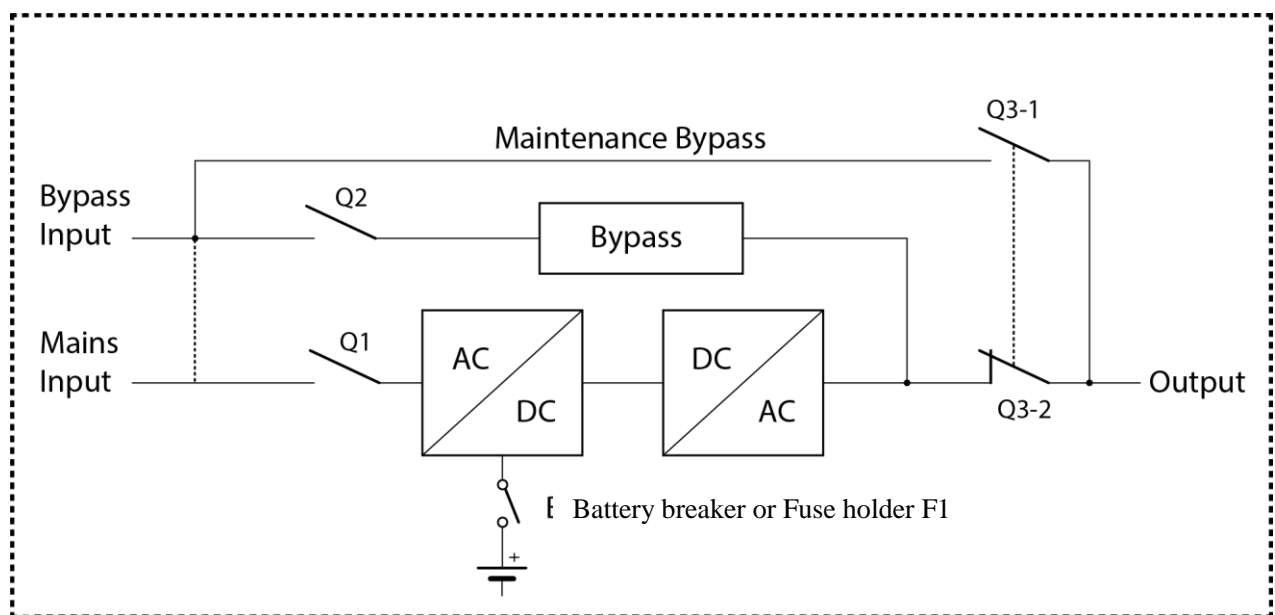 Q3-1
Maintenance Bypass
Bypass
Input
Q2
Bypass
Mains
Input
Q1
AC
DC
DC
AC
Output
Q3-2
Battery breaker or Fuse holder F1
+